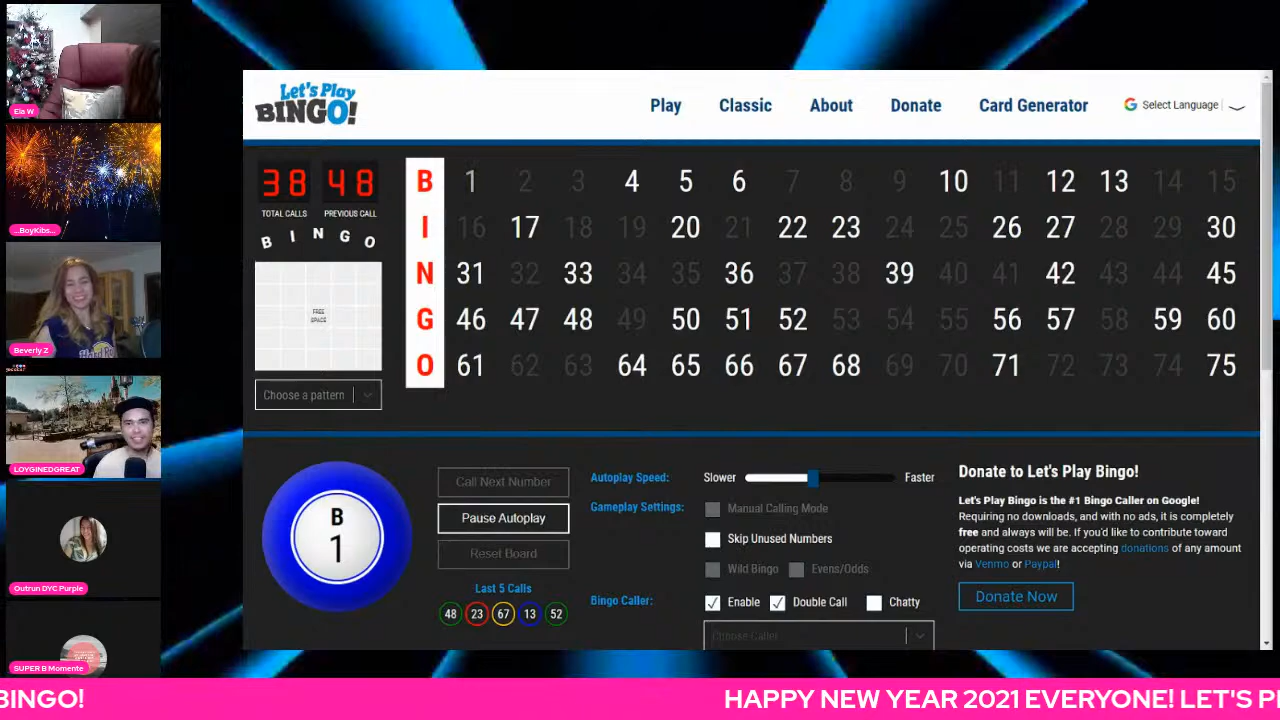 Ela W
...BoyKibs...
Beverly Z
LOYGINEDGREAT
Outrun DYC Purple
SUPER B Momente
Let's Play
BINGO!
Play Classic About Donate Card Generator
Select Language
38 48
TOTAL CALLS PREVIOUS CALL
B I N G O
FREE
SPACE
Choose a pattern
B 1 2 3 4 5 6 7 8 9 10 11 12 13 14 15
I 16 17 18 19 20 21 22 23 24 25 26 27 28 29 30
N 31 32 33 34 35 36 37 38 39 40 41 42 43 44 45
G 46 47 48 49 50 51 52 53 54 55 56 57 58 59 60
O 61 62 63 64 65 66 67 68 69 70 71 72 73 74 75
B
1
Call Next Number
Pause Autoplay
Reset Board
Last 5 Calls
48 23 67 13 52
Autoplay Speed: Slower Faster
Gameplay Settings: Manual Calling Mode
Skip Unused Numbers
Wild Bingo Evens/Odds
Bingo Caller: Enable Double Call Chatty
Choose Caller
Donate to Let's Play Bingo!
Let's Play Bingo is the #1 Bingo Caller on Google!
Requiring no downloads, and with no ads, it is completely
free and always will be. If you'd like to contribute toward
operating costs we are accepting donations of any amount
via Venmo or Paypal!
Donate Now
BINGO! HAPPY NEW YEAR 2021 EVERYONE! LET'S